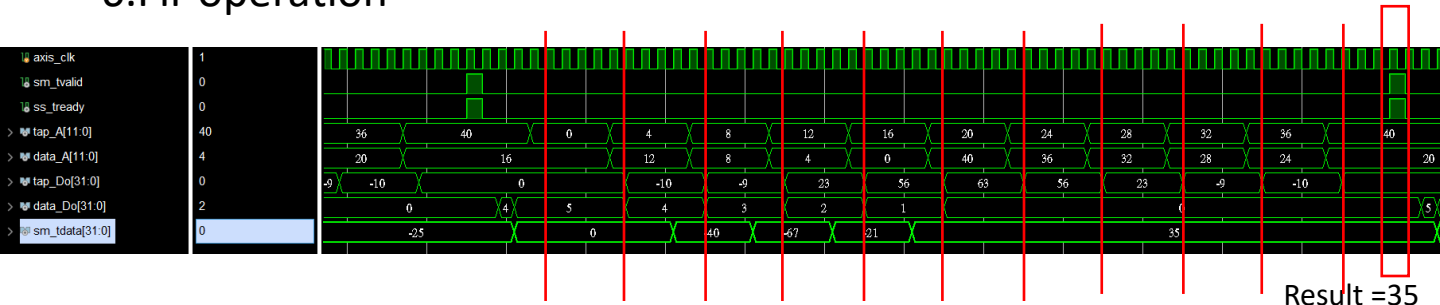 6.FIF operation
axis_clk 1
sm_tvalid 0
ss_tready 0
tap_A[11:0] 40 36 40 0 4 8 12 16 20 24 28 32 36 40
data_A[11:0] 4 20 16 12 8 4 0 40 36 32 28 24 20
tap_Do[31:0] 0 -9 -10 0 -10 -9 23 56 63 56 23 -9 -10
data_Do[31:0] 2 0 4 5 4 3 2 1 0 5
sm_tdata[31:0] 0 -25 0 -40 -67 -21 35
Result =35